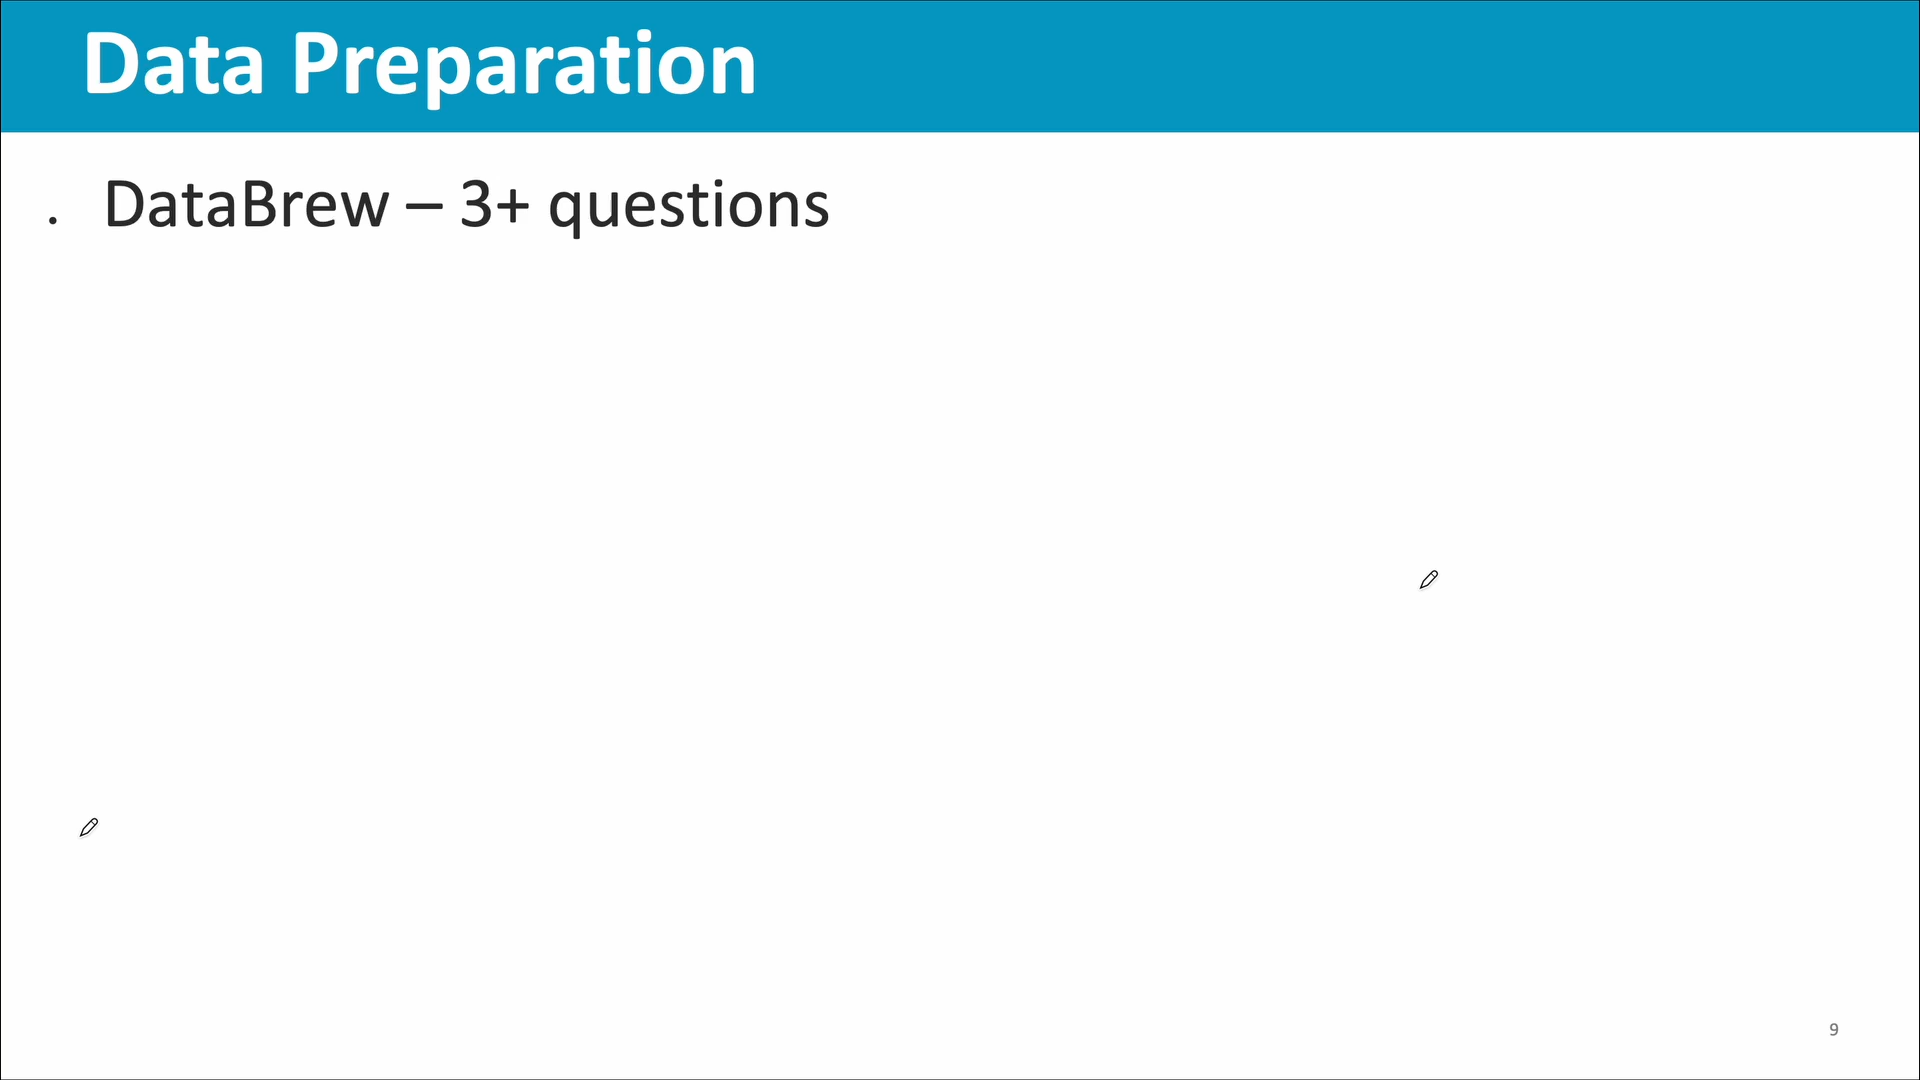 Data Preparation
. DataBrew – 3+ questions
9